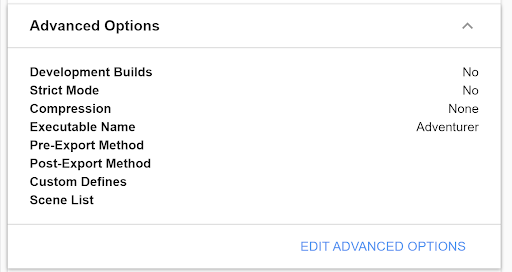 Advanced Options
Development Builds No
Strict Mode No
Compression None
Executable Name Adventurer
Pre-Export Method
Post-Export Method
Custom Defines
Scene List
EDIT ADVANCED OPTIONS